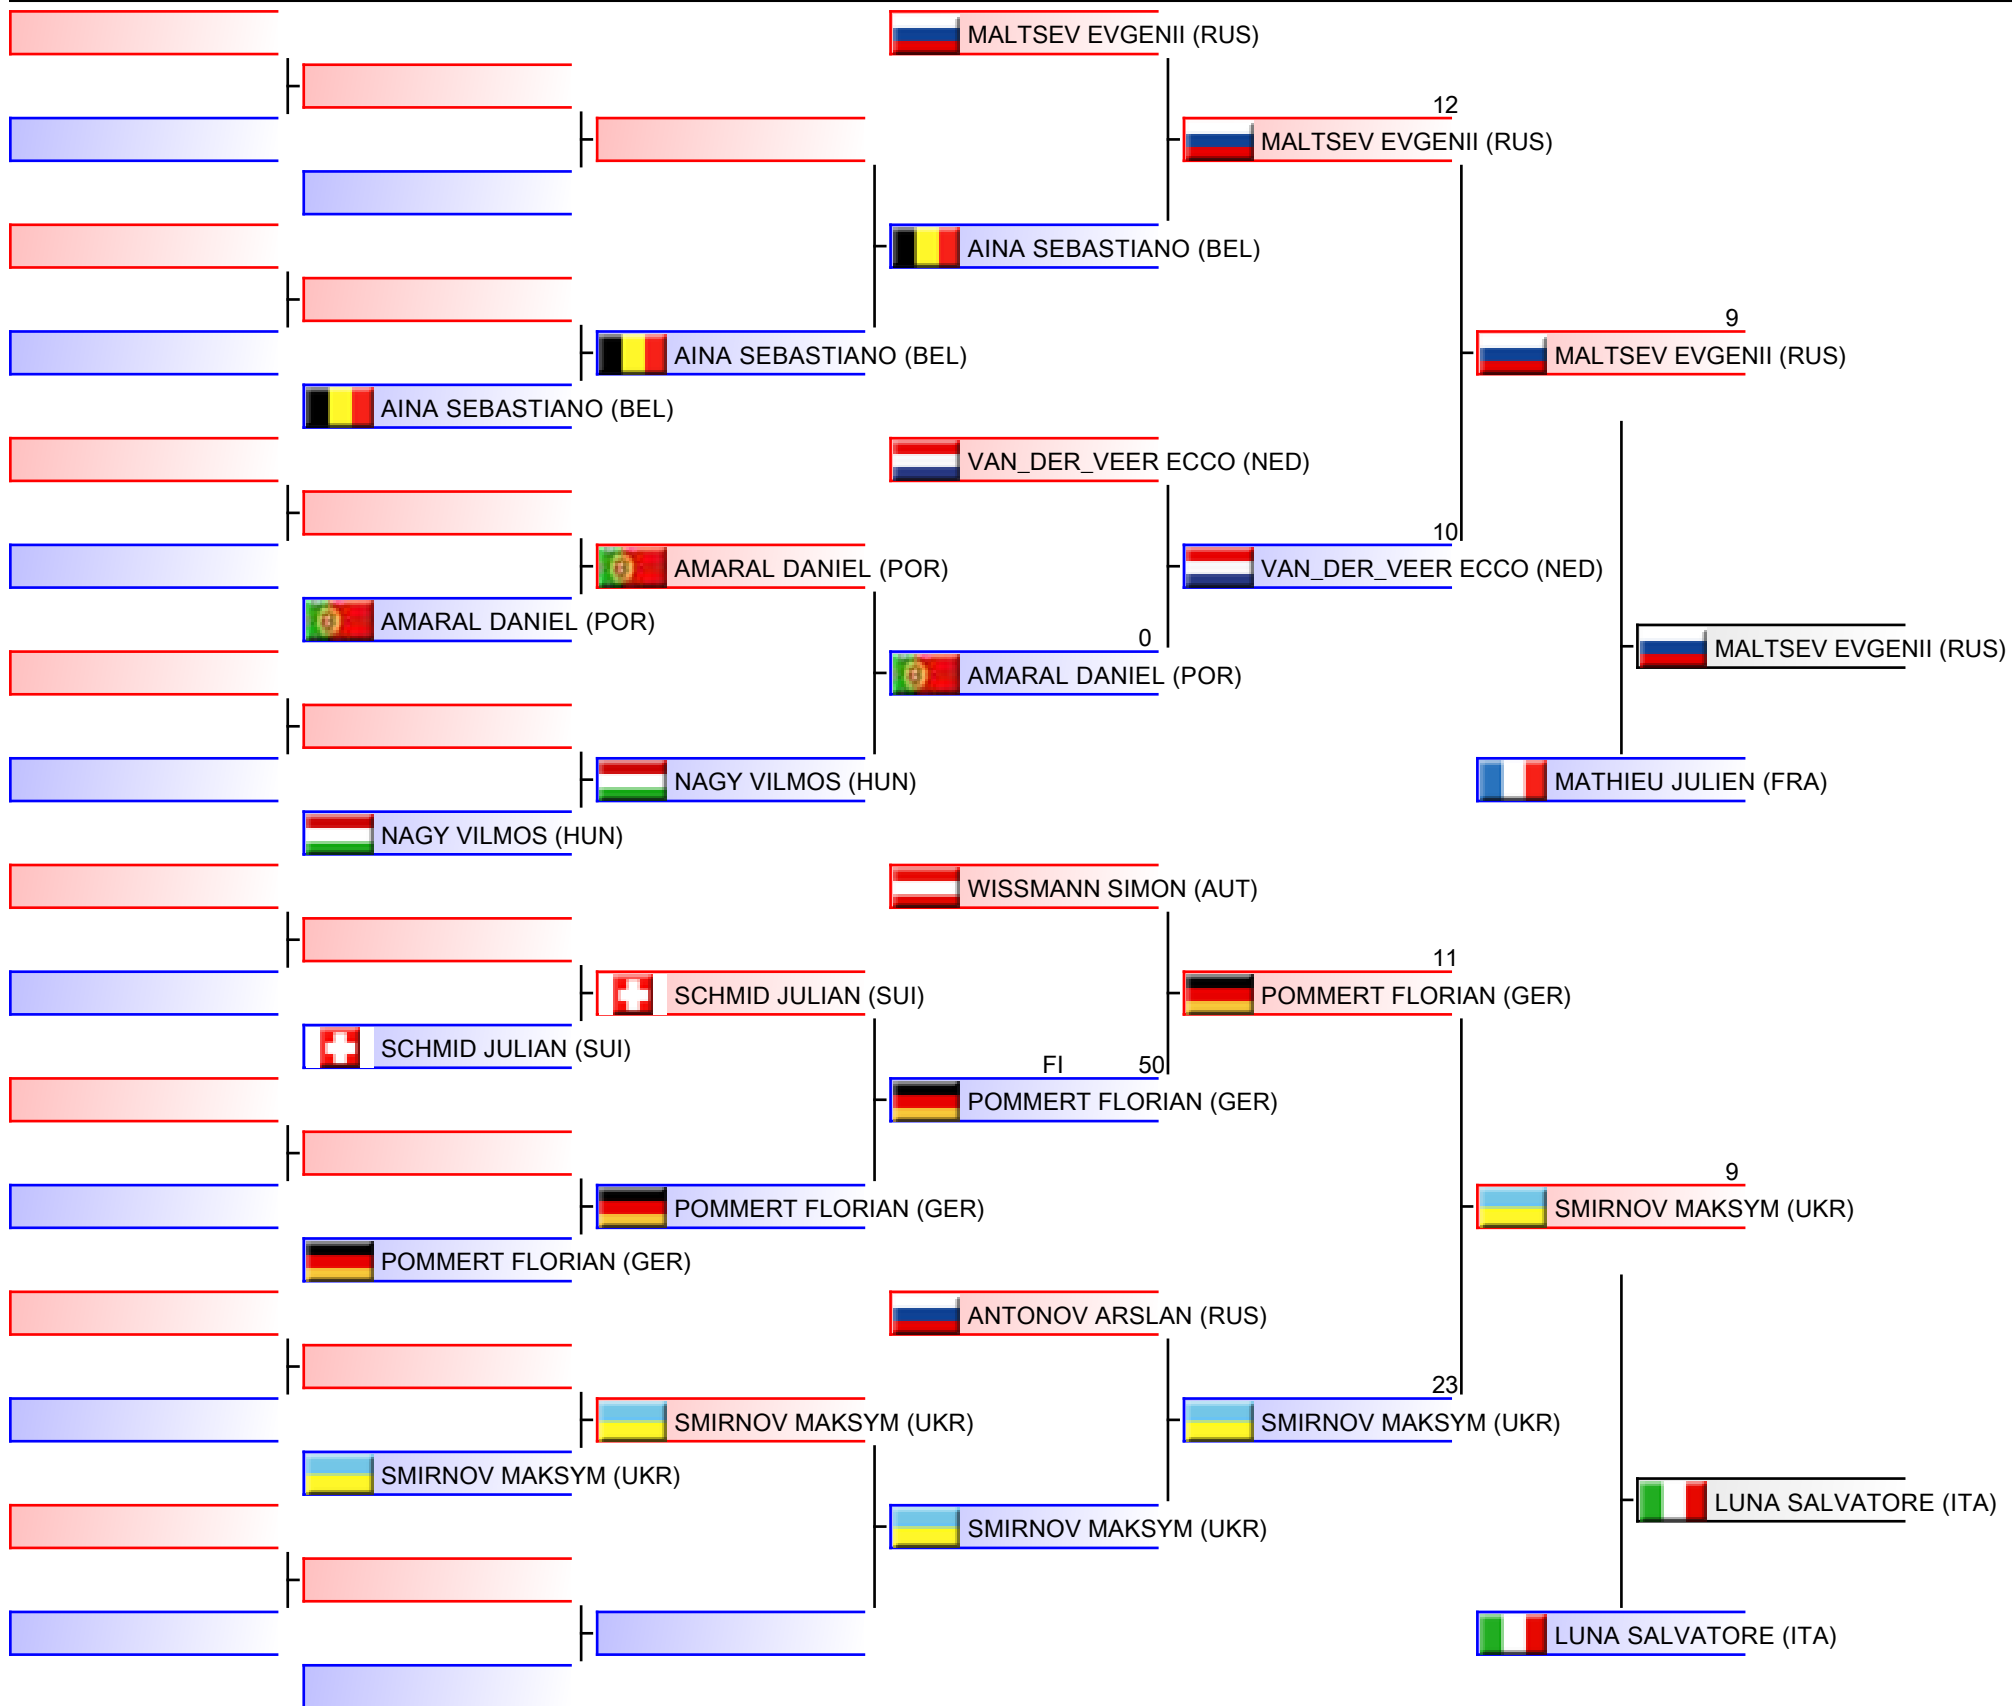 MALTSEV EVGENII (RUS)
12
MALTSEV EVGENII (RUS)
AINA SEBASTIANO (BEL)
9
AINA SEBASTIANO (BEL)
MALTSEV EVGENII (RUS)
AINA SEBASTIANO (BEL)
VAN_DER_VEER ECCO (NED)
10
AMARAL DANIEL (POR)
VAN_DER_VEER ECCO (NED)
AMARAL DANIEL (POR)
0
MALTSEV EVGENII (RUS)
AMARAL DANIEL (POR)
NAGY VILMOS (HUN)
MATHIEU JULIEN (FRA)
NAGY VILMOS (HUN)
WISSMANN SIMON (AUT)
11
SCHMID JULIAN (SUI)
POMMERT FLORIAN (GER)
SCHMID JULIAN (SUI)
FI 50
POMMERT FLORIAN (GER)
9
POMMERT FLORIAN (GER)
SMIRNOV MAKSYM (UKR)
POMMERT FLORIAN (GER)
ANTONOV ARSLAN (RUS)
23
SMIRNOV MAKSYM (UKR)
SMIRNOV MAKSYM (UKR)
SMIRNOV MAKSYM (UKR)
LUNA SALVATORE (ITA)
SMIRNOV MAKSYM (UKR)
LUNA SALVATORE (ITA)